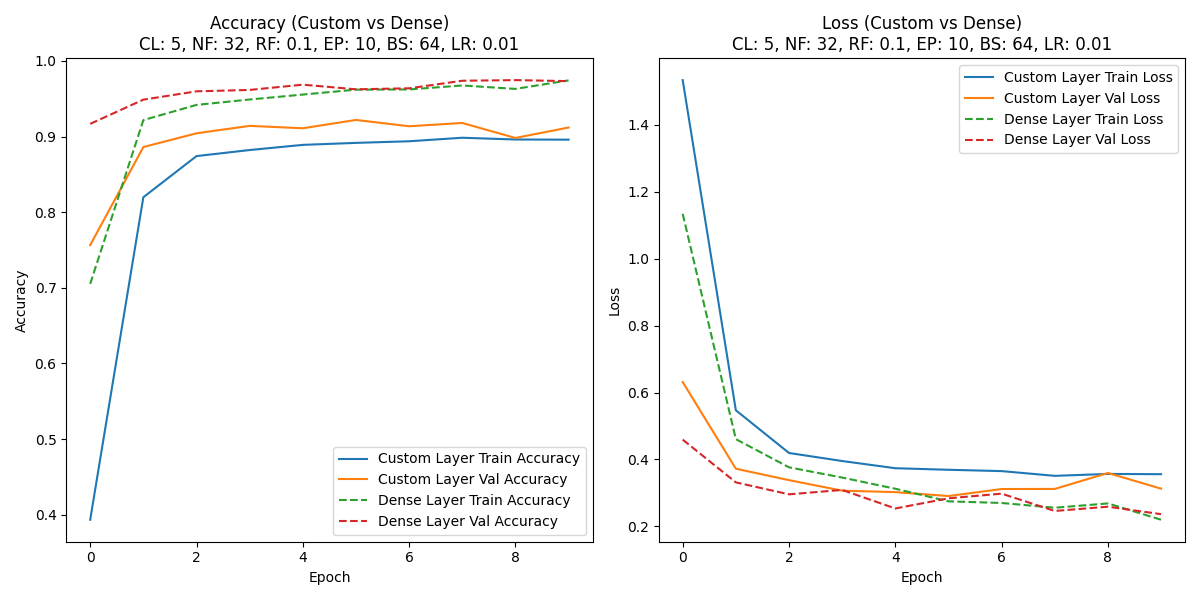 Accuracy (Custom vs Dense)
CL: 5, NF: 32, RF: 0.1, EP: 10, BS: 64, LR: 0.01
1.0
0.9
0.8
0.7
0.6
0.5
0.4
Accuracy
0 2 4 6 8
Epoch
Custom Layer Train Accuracy
Custom Layer Val Accuracy
Dense Layer Train Accuracy
Dense Layer Val Accuracy
Loss (Custom vs Dense)
CL: 5, NF: 32, RF: 0.1, EP: 10, BS: 64, LR: 0.01
Custom Layer Train Loss
Custom Layer Val Loss
Dense Layer Train Loss
Dense Layer Val Loss
1.4
1.2
1.0
0.8
0.6
0.4
0.2
Loss
0 2 4 6 8
Epoch